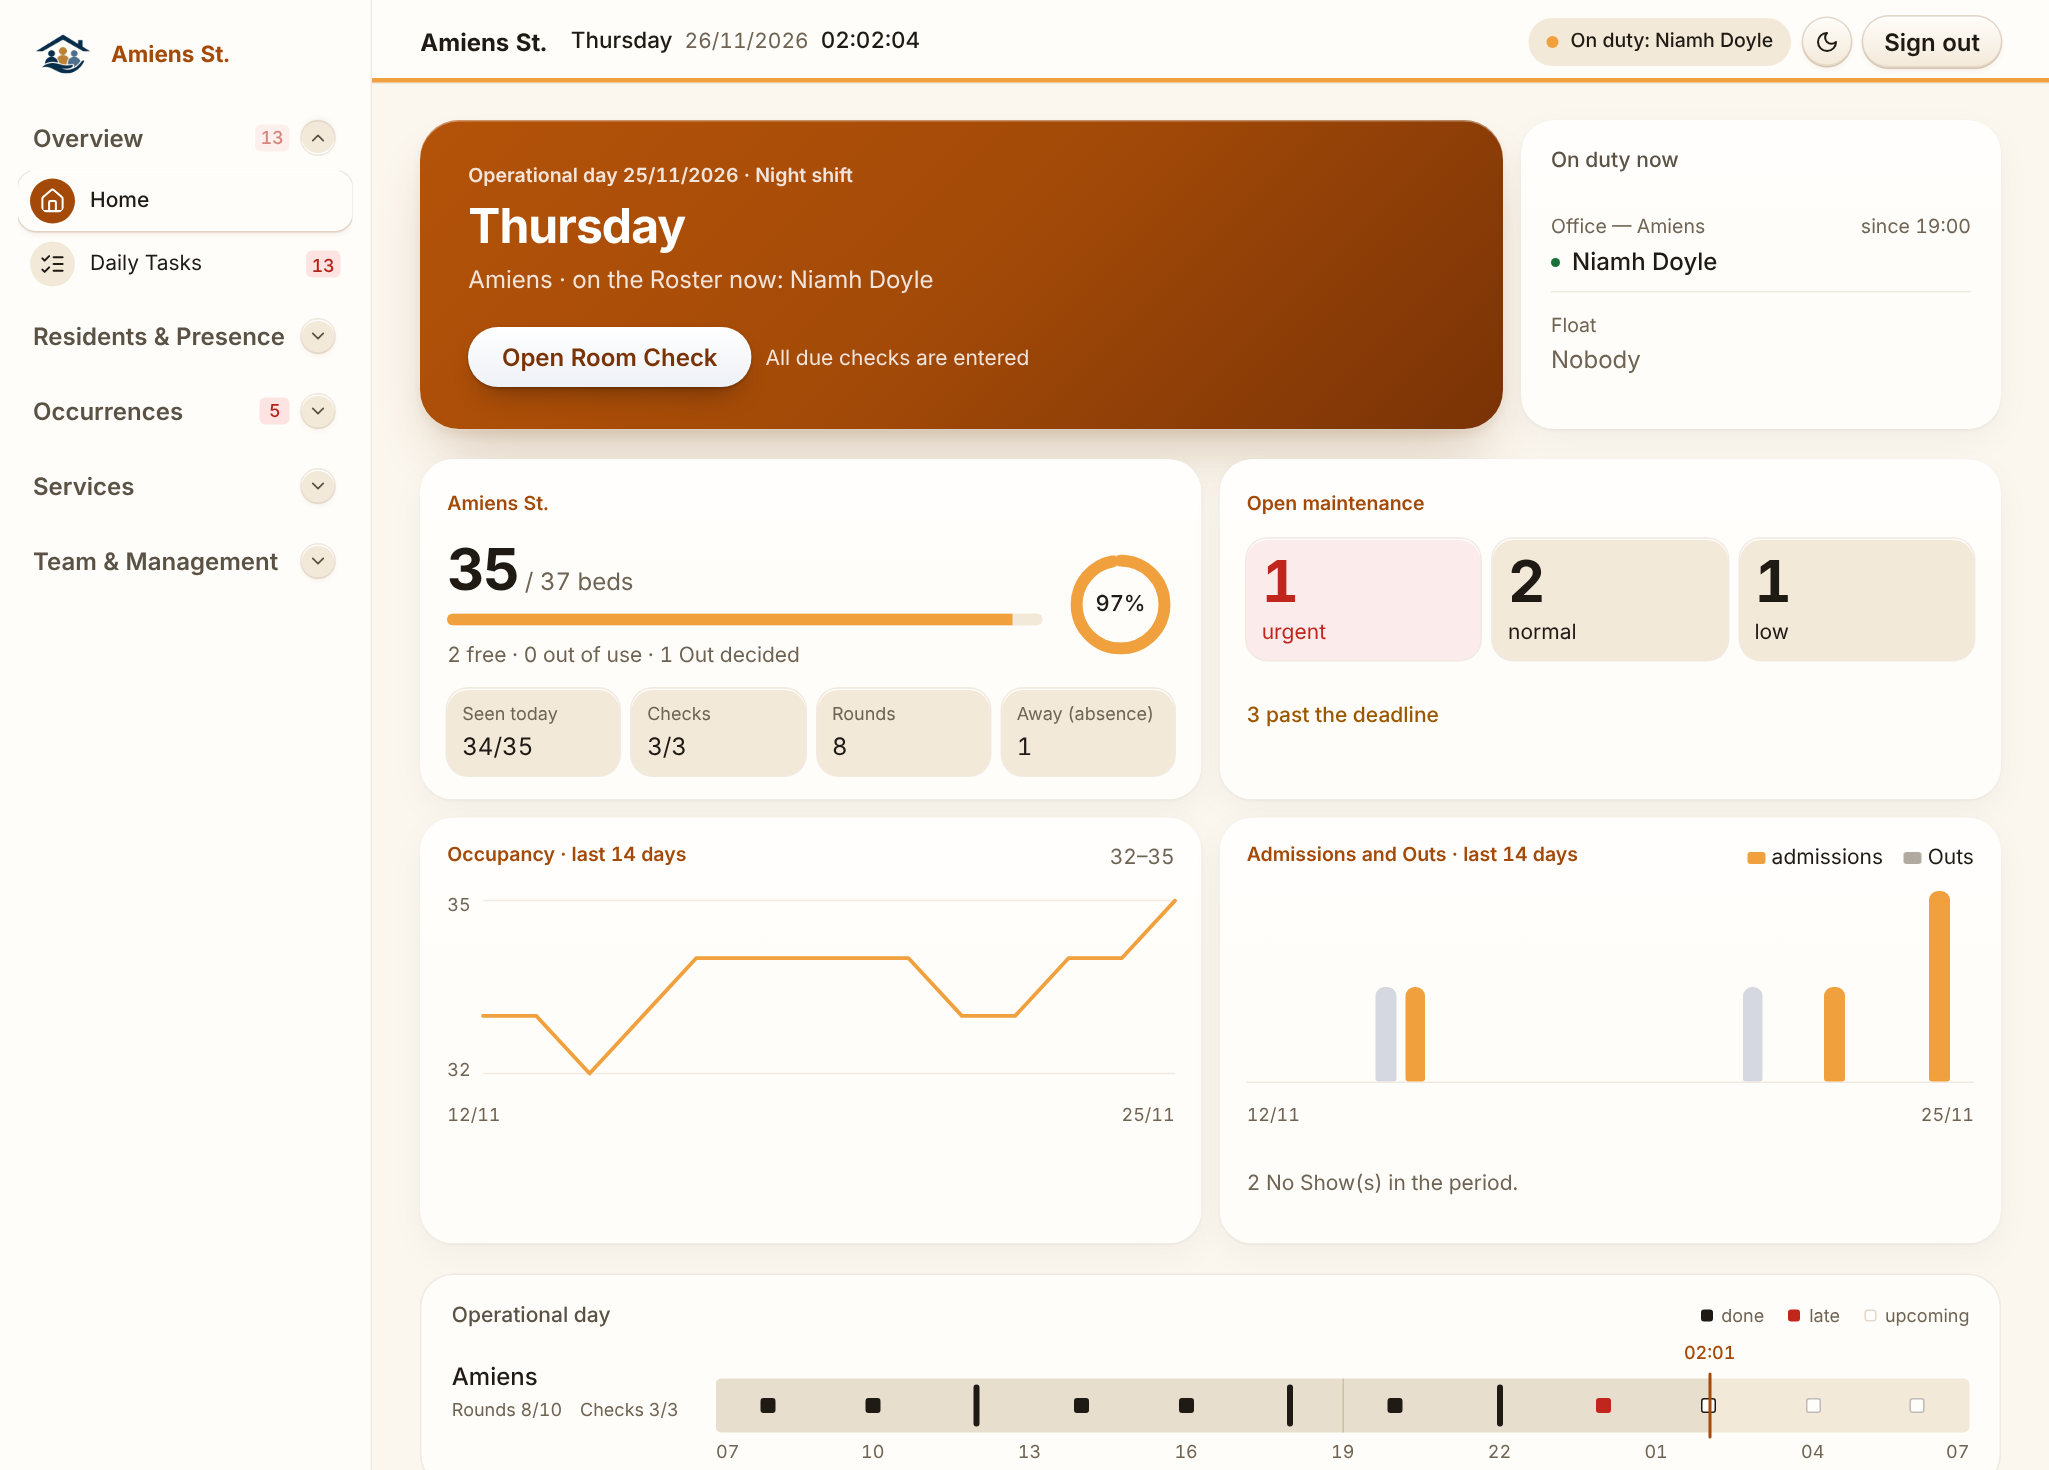 Amiens St.
Overview 13
Home
Daily Tasks 13
Residents & Presence
Occurrences 5
Services
Team & Management
Amiens St. Thursday 26/11/2026 02:02:04
On duty: Niamh Doyle
Sign out
Operational day 25/11/2026 · Night shift
Thursday
Amiens · on the Roster now: Niamh Doyle
Open Room Check All due checks are entered
On duty now
Office — Amiens since 19:00
Niamh Doyle
Float
Nobody
Amiens St.
35 / 37 beds
97%
2 free · 0 out of use · 1 Out decided
Seen today Checks Rounds Away (absence)
34/35 3/3 8 1
Open maintenance
1 2 1
urgent normal low
3 past the deadline
Occupancy · last 14 days 32–35
35
32
12/11 25/11
Admissions and Outs · last 14 days admissions Outs
12/11 25/11
2 No Show(s) in the period.
Operational day done late upcoming
02:01
Amiens
Rounds 8/10 Checks 3/3
07 10 13 16 19 22 01 04 07